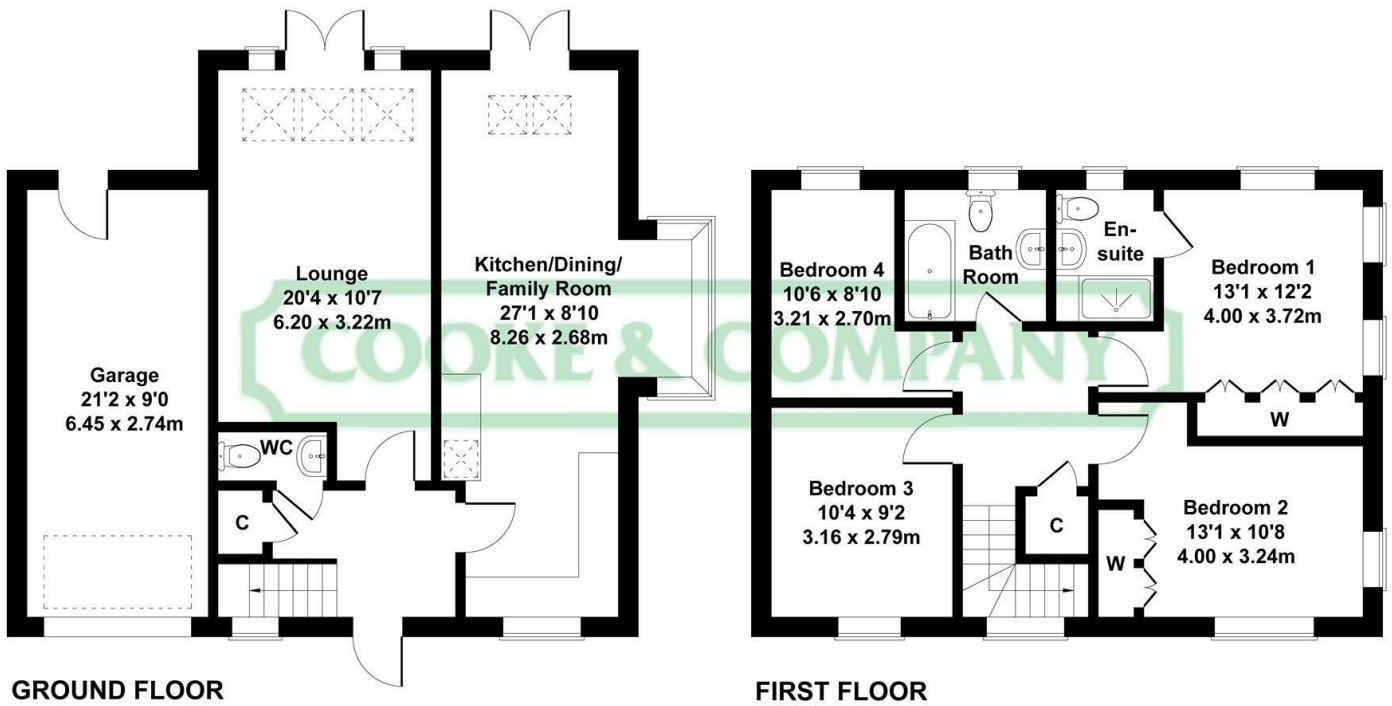 Lounge
20'4 x 10'7
6.20 x 3.22m
Kitchen/Dining/
Family Room
27'1 x 8'10
8.26 x 2.68m
Garage
21'2 x 9'0
6.45 x 2.74m
WC
C
GROUND FLOOR
Bedroom 4
10'6 x 8'10
3.21 x 2.70m
Bath
Room
En-
suite
Bedroom 1
13'1 x 12'2
4.00 x 3.72m
W
Bedroom 3
10'4 x 9'2
3.16 x 2.79m
C
W
Bedroom 2
13'1 x 10'8
4.00 x 3.24m
FIRST FLOOR
COOKE & COMPANY